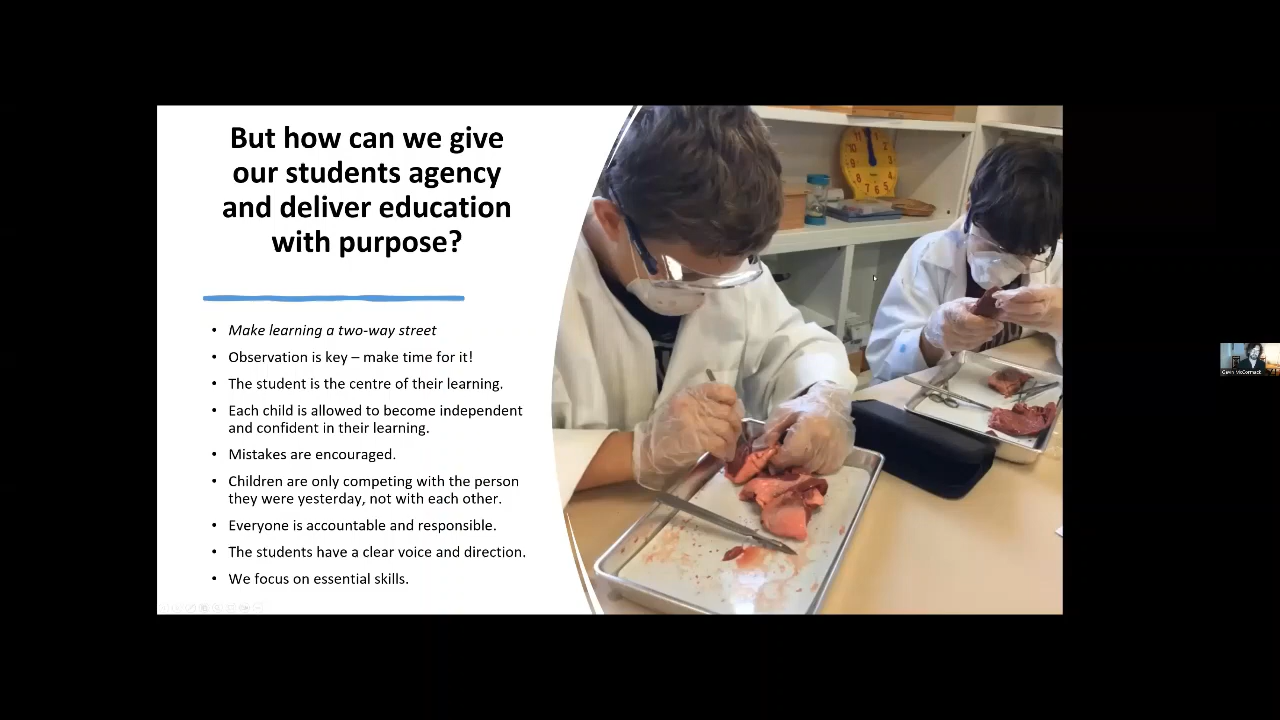 But how can we give
our students agency
and deliver education
with purpose?
• Make learning a two-way street
• Observation is key – make time for it!
• The student is the centre of their learning.
• Each child is allowed to become independent
and confident in their learning.
• Mistakes are encouraged.
• Children are only competing with the person
they were yesterday, not with each other.
• Everyone is accountable and responsible.
• The students have a clear voice and direction.
• We focus on essential skills.
Gavin McCormack